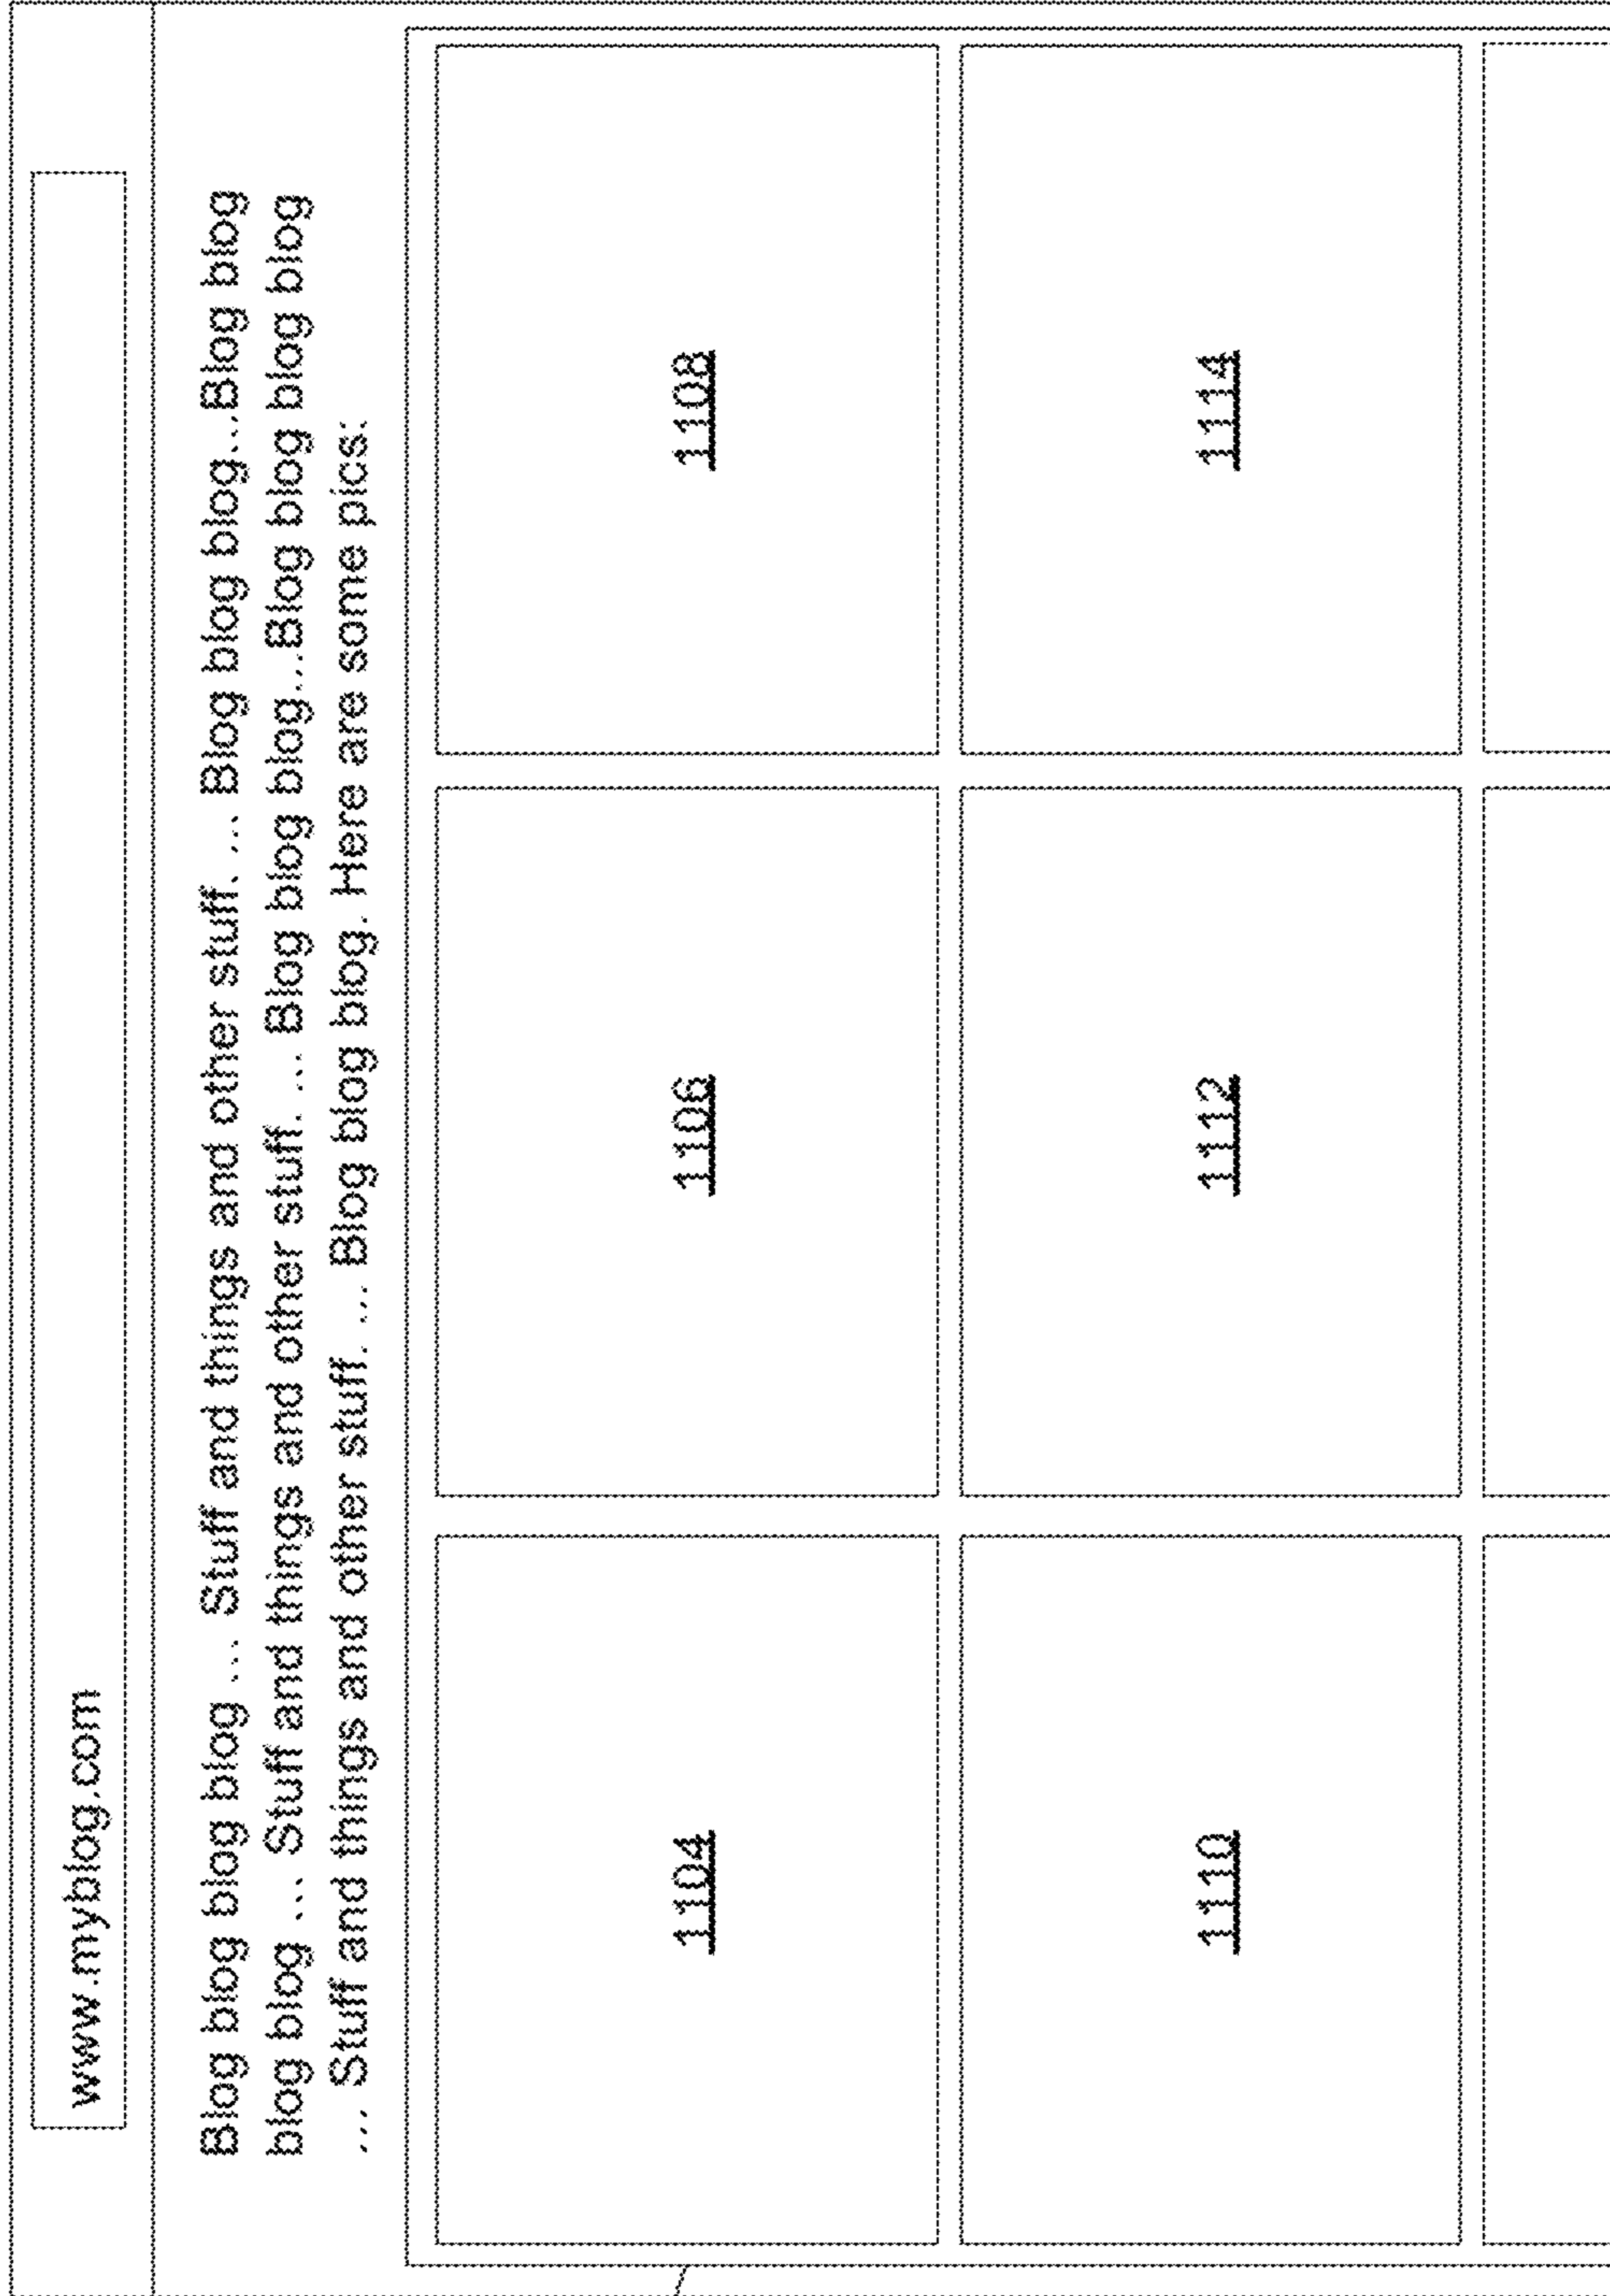 www.myblog.com
Blog blog blog blog ... Stuff and things and other stuff. ... Blog blog blog blog...Blog blog
blog blog ... Stuff and things and other stuff. ... Blog blog blog blog...Blog blog blog blog
... Stuff and things and other stuff. ... Blog blog blog. Here are some pics:
1104 1106 1108
1110 1112 1114